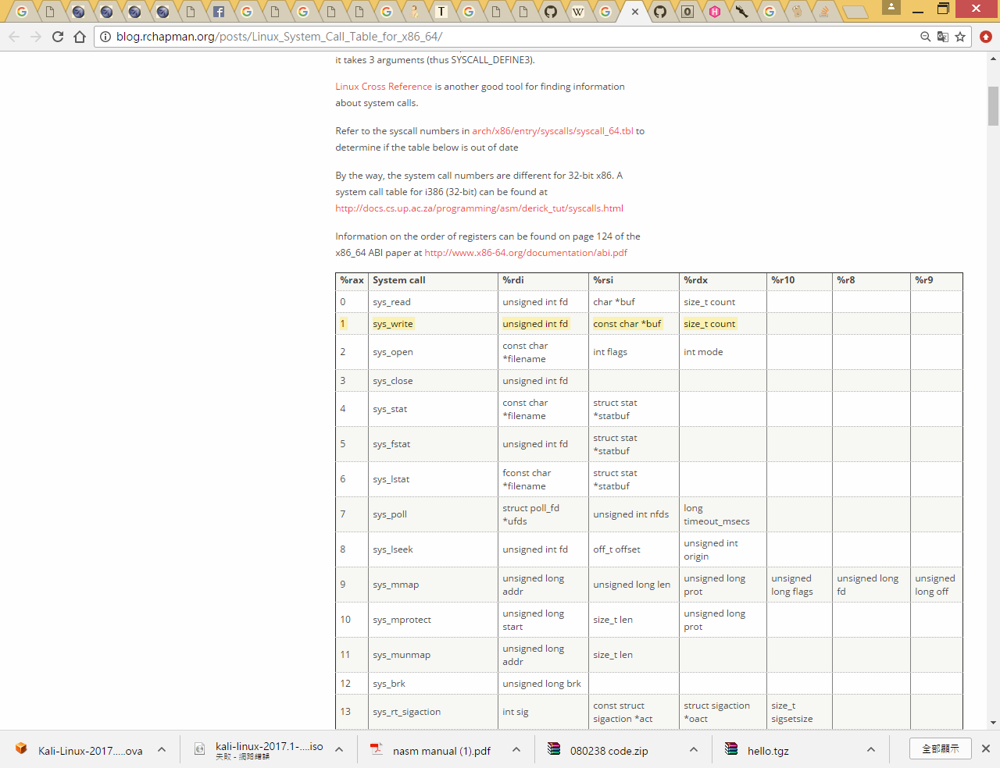 blog.rchapman.org/posts/Linux_System_Call_Table_for_x86_64/
it takes 3 arguments (thus SYSCALL_DEFINE3).
Linux Cross Reference is another good tool for finding information
about system calls.
Refer to the syscall numbers in arch/x86/entry/syscalls/syscall_64.tbl to
determine if the table below is out of date
By the way, the system call numbers are different for 32-bit x86. A
system call table for i386 (32-bit) can be found at
http://docs.cs.up.ac.za/programming/asm/derick_tut/syscalls.html
Information on the order of registers can be found on page 124 of the
x86_64 ABI paper at http://www.x86-64.org/documentation/abi.pdf
%rax System call %rdi %rsi %rdx %r10 %r8 %r9
0 sys_read unsigned int fd char *buf size_t count
1 sys_write unsigned int fd const char *buf size_t count
2 sys_open const char *filename int flags int mode
3 sys_close unsigned int fd
4 sys_stat const char *filename struct stat *statbuf
5 sys_fstat unsigned int fd struct stat *statbuf
6 sys_lstat fconst char *filename struct stat *statbuf
7 sys_poll struct poll_fd *ufds unsigned int nfds long timeout_msecs
8 sys_lseek unsigned int fd off_t offset unsigned int origin
9 sys_mmap unsigned long addr unsigned long len unsigned long prot unsigned long flags unsigned long fd unsigned long off
10 sys_mprotect unsigned long start size_t len unsigned long prot
11 sys_munmap unsigned long addr size_t len
12 sys_brk unsigned long brk
13 sys_rt_sigaction int sig const struct sigaction *act struct sigaction *oact size_t sigsetsize
Kali-Linux-2017.....ova
kali-linux-2017.1-....iso
失敗 - 網路錯誤
nasm manual (1).pdf
080238 code.zip
hello.tgz
全部顯示